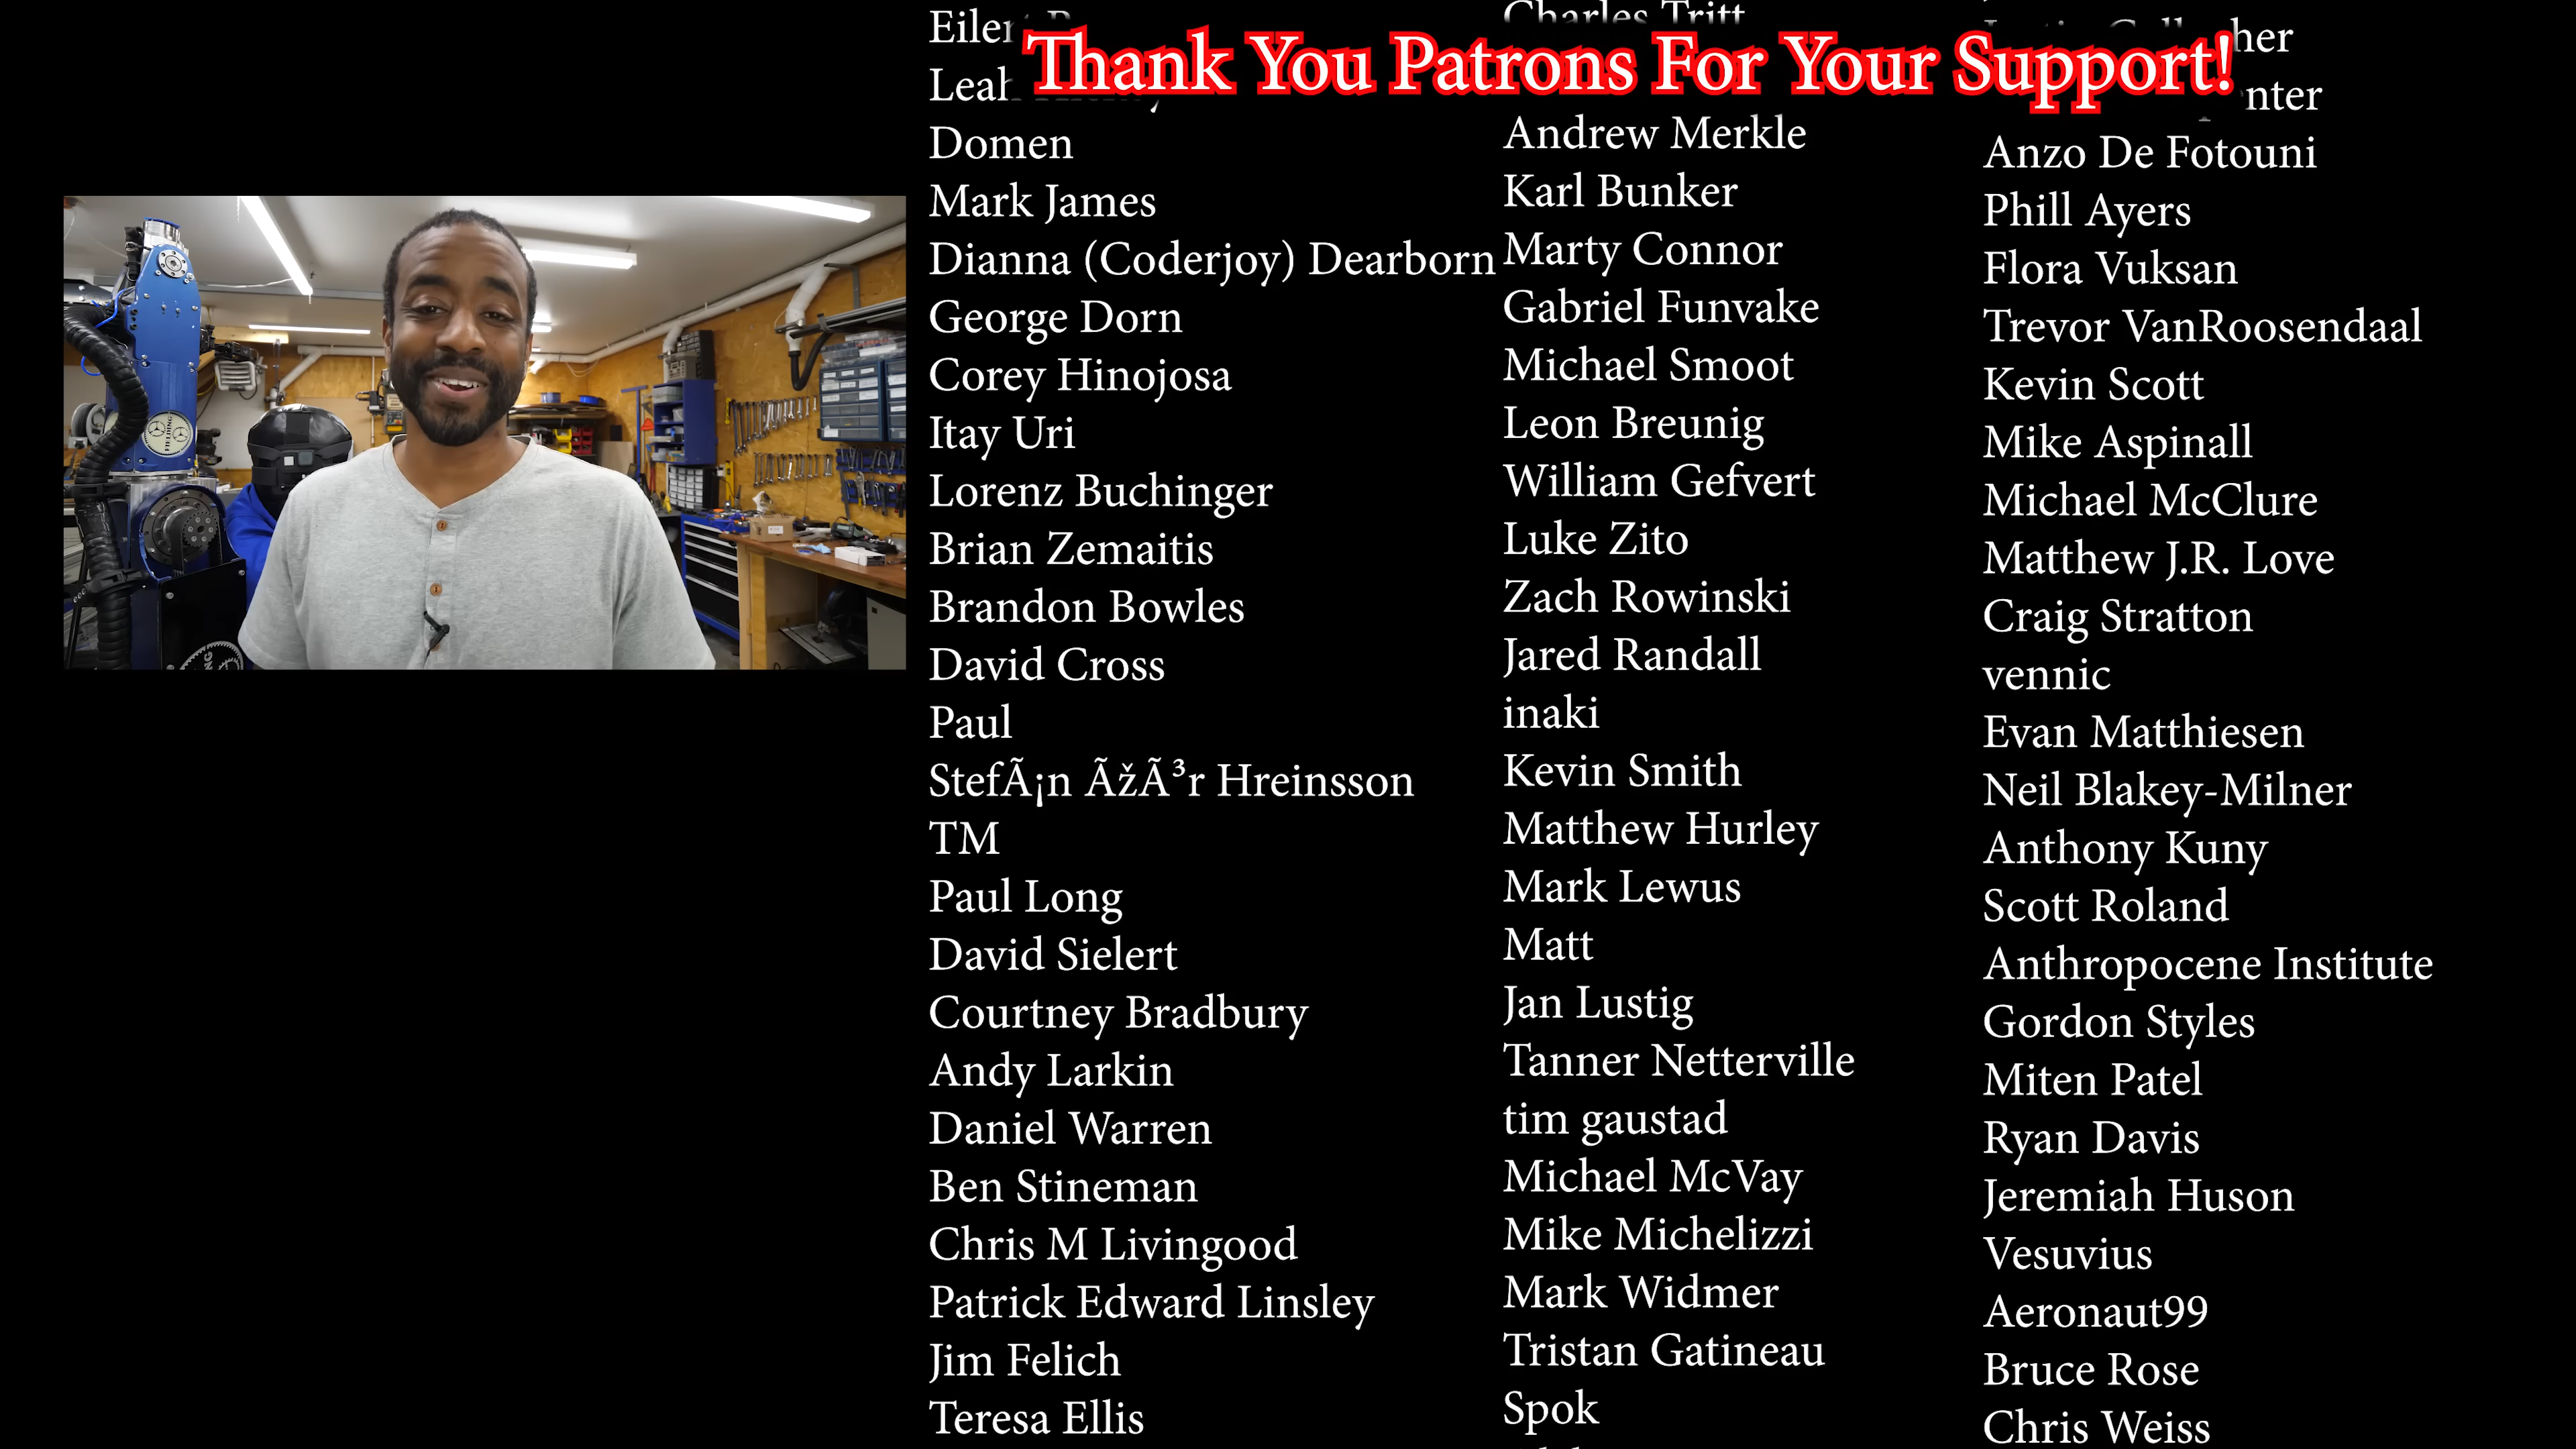 Thank You Patrons For Your Support!
Domen
Mark James
Dianna (Coderjoy) Dearborn
George Dorn
Corey Hinojosa
Itay Uri
Lorenz Buchinger
Brian Zemaitis
Brandon Bowles
David Cross
Paul
StefÃ¡n ÃžÃ³r Hreinsson
TM
Paul Long
David Sielert
Courtney Bradbury
Andy Larkin
Daniel Warren
Ben Stineman
Chris M Livingood
Patrick Edward Linsley
Jim Felich
Teresa Ellis
Charles Tritt
Andrew Merkle
Karl Bunker
Marty Connor
Gabriel Funvake
Michael Smoot
Leon Breunig
William Gefvert
Luke Zito
Zach Rowinski
Jared Randall
inaki
Kevin Smith
Matthew Hurley
Mark Lewus
Matt
Jan Lustig
Tanner Netterville
tim gaustad
Michael McVay
Mike Michelizzi
Mark Widmer
Tristan Gatineau
Spok
Anzo De Fotouni
Phill Ayers
Flora Vuksan
Trevor VanRoosendaal
Kevin Scott
Mike Aspinall
Michael McClure
Matthew J.R. Love
Craig Stratton
vennic
Evan Matthiesen
Neil Blakey-Milner
Anthony Kuny
Scott Roland
Anthropocene Institute
Gordon Styles
Miten Patel
Ryan Davis
Jeremiah Huson
Vesuvius
Aeronaut99
Bruce Rose
Chris Weiss